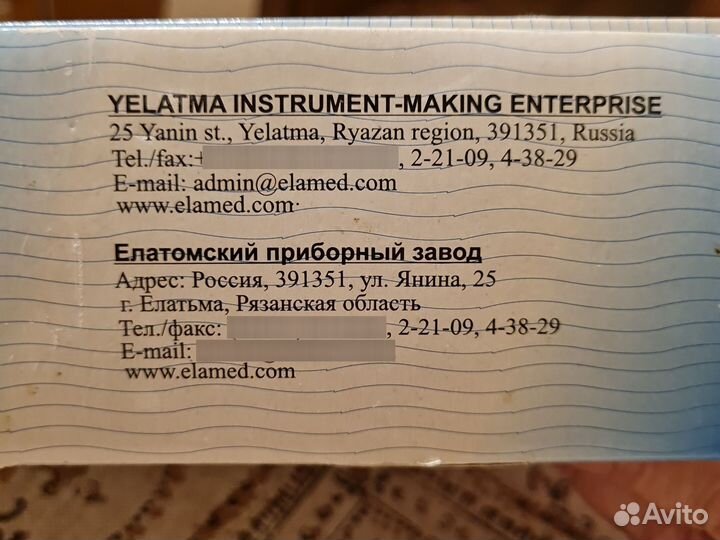 YELATMA INSTRUMENT-MAKING ENTERPRISE
25 Yanin st., Yelatma, Ryazan region, 391351, Russia
Tel./fax:+ , 2-21-09, 4-38-29
E-mail: admin@elamed.com
www.elamed.com
Елатомский приборный завод
Адрес: Россия, 391351, ул. Янина, 25
г. Елатьма, Рязанская область
Тел./факс: , 2-21-09, 4-38-29
E-mail:
www.elamed.com
Avito